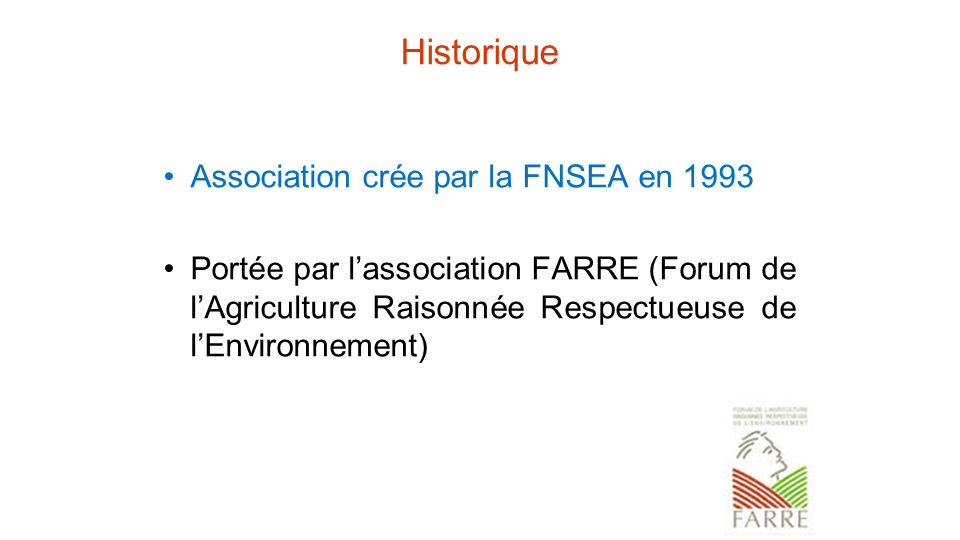 Historique
• Association crée par la FNSEA en 1993
• Portée par l’association FARRE (Forum de
l’Agriculture Raisonnée Respectueuse de
l’Environnement)
FORUM DE L'AGRICULTURE
RAISONNEE RESPECTUEUSE
DE L'ENVIRONNEMENT
FARRE